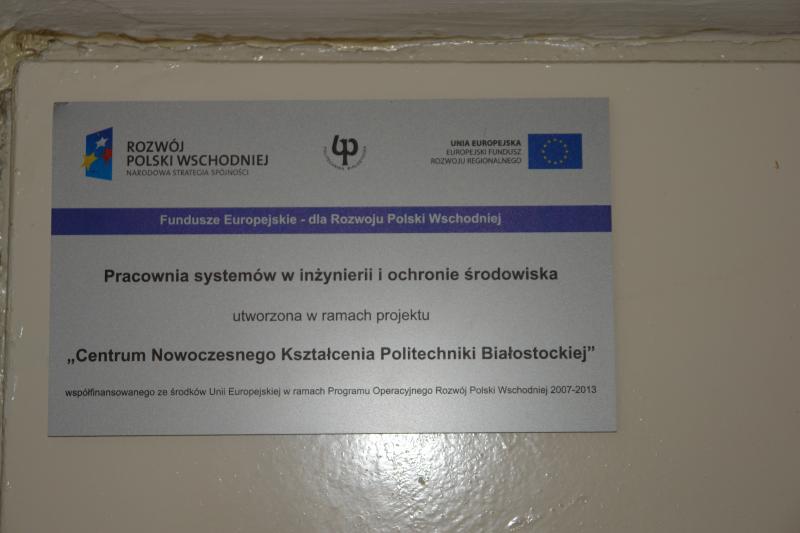 ROZWÓJ
POLSKI WSCHODNIEJ
NARODOWA STRATEGIA SPÓJNOŚCI
UNIA EUROPEJSKA
EUROPEJSKI FUNDUSZ
ROZWOJU REGIONALNEGO
Fundusze Europejskie - dla Rozwoju Polski Wschodniej
Pracownia systemów w inżynierii i ochronie środowiska
utworzona w ramach projektu
„Centrum Nowoczesnego Kształcenia Politechniki Białostockiej”
współfinansowanego ze środków Unii Europejskiej w ramach Programu Operacyjnego Rozwój Polski Wschodniej 2007-2013